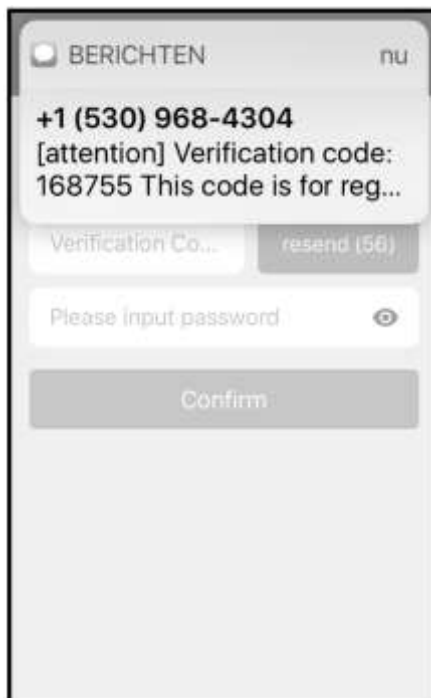 BERICHTEN nu
+1 (530) 968-4304
[attention] Verification code:
168755 This code is for reg...
Verification Co... resend (56)
Please input password
Confirm